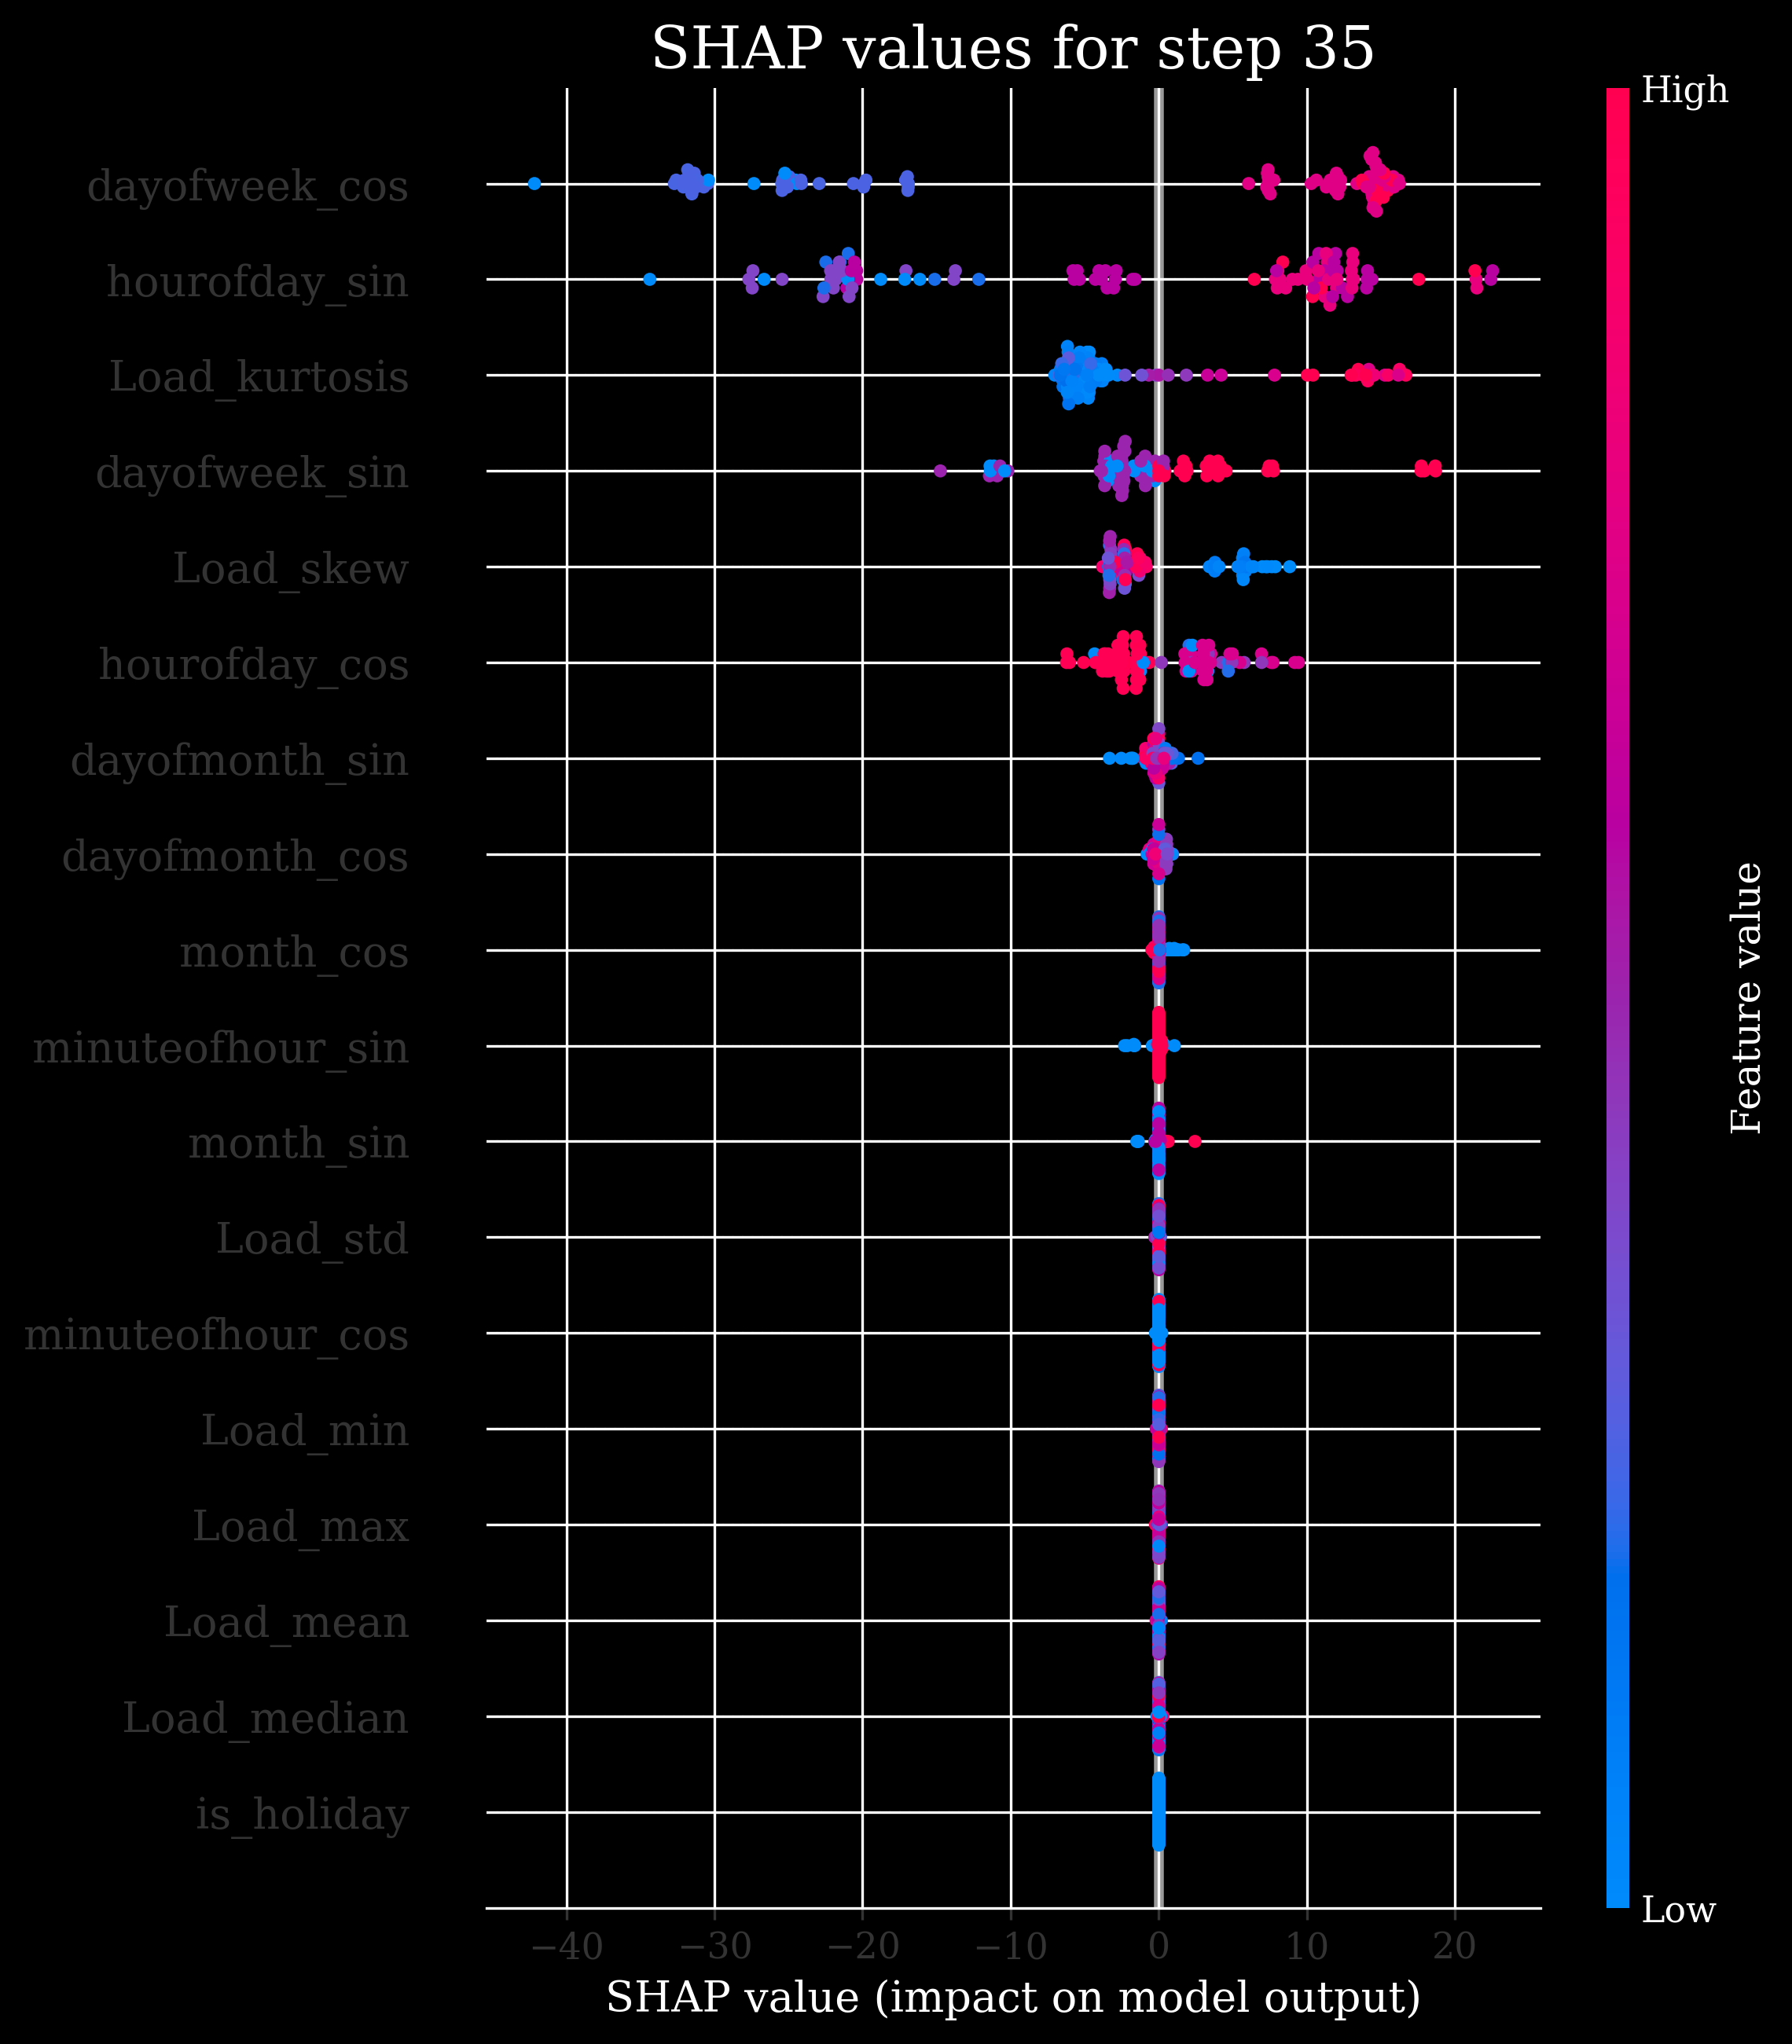 SHAP values for step 35
High
dayofweek_cos
hourofday_sin
Load_kurtosis
dayofweek_sin
Load_skew
hourofday_cos
dayofmonth_sin
dayofmonth_cos
month_cos
minuteofhour_sin
month_sin
Load_std
minuteofhour_cos
Load_min
Load_max
Load_mean
Load_median
is_holiday
Feature value
Low
−40 −30 −20 −10 0 10 20
SHAP value (impact on model output)